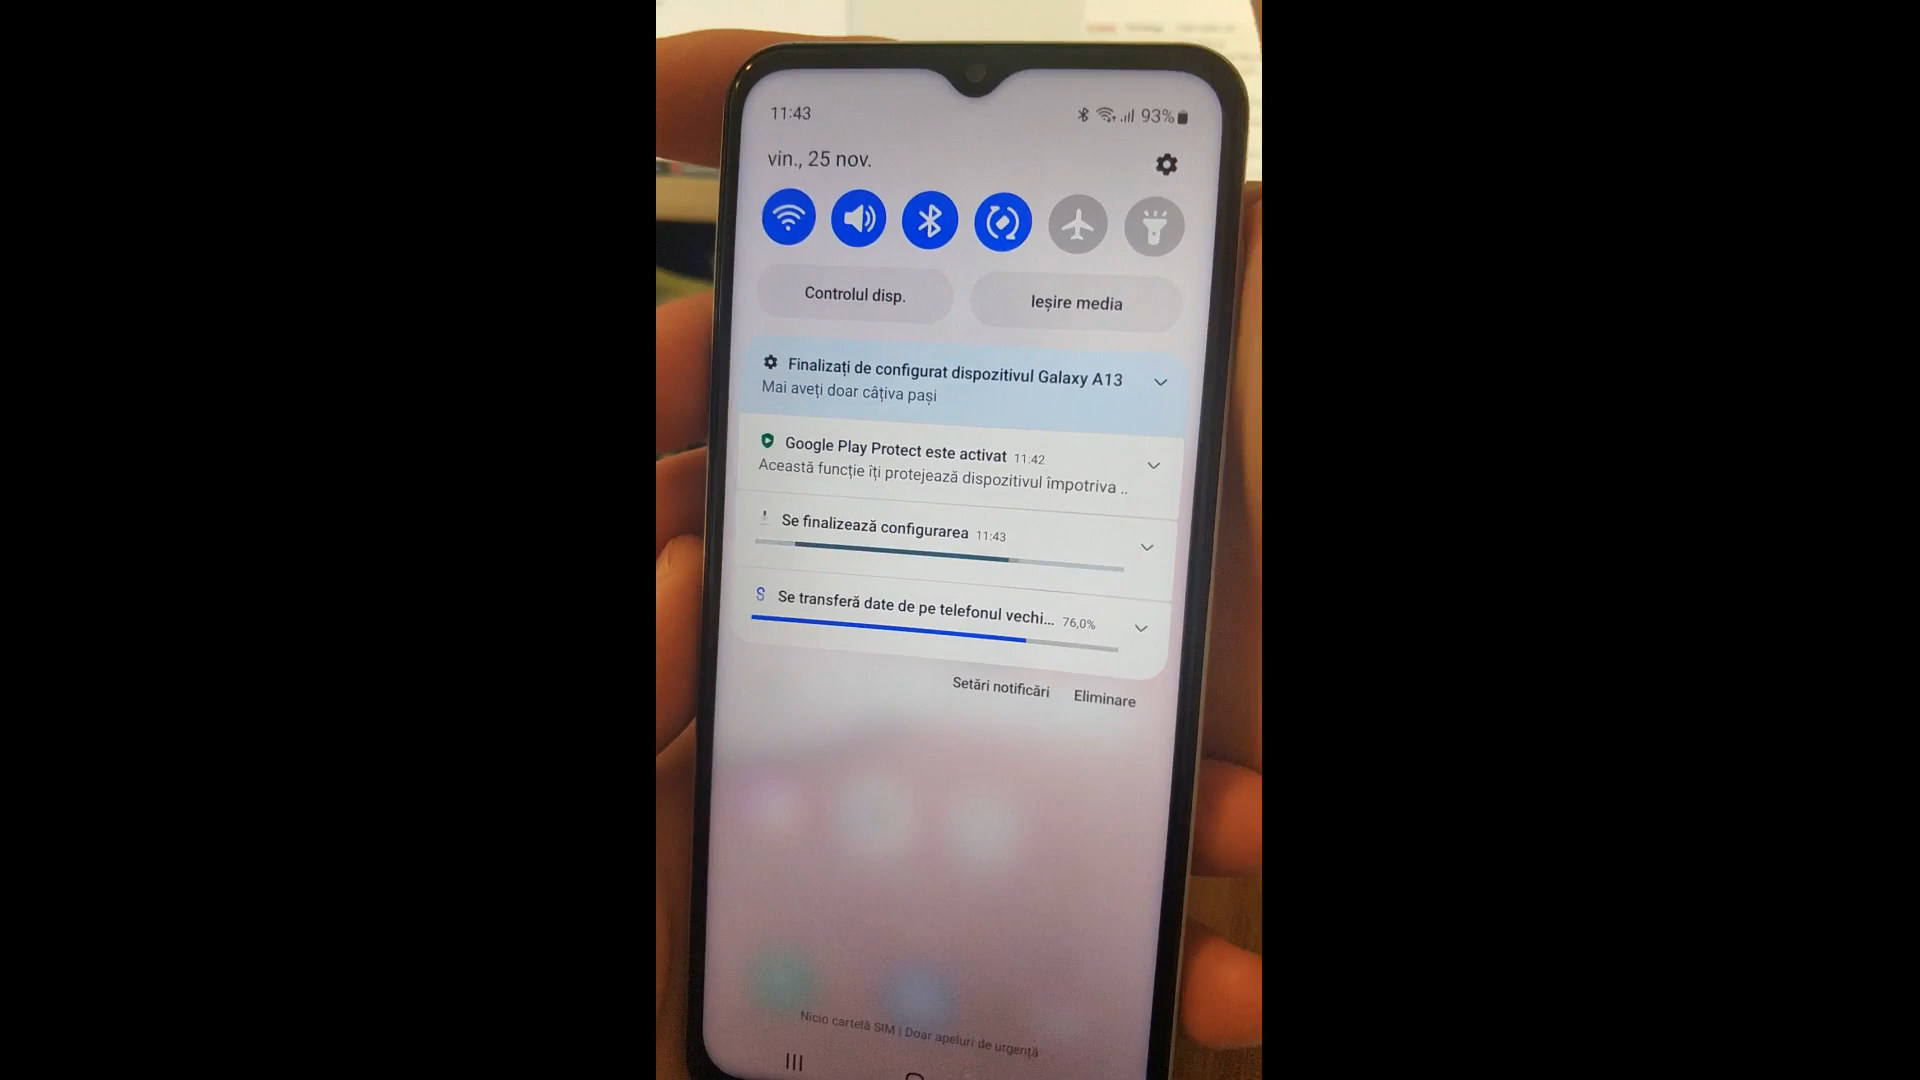 11:43
93%
vin., 25 nov.
Controlul disp.
Ieșire media
Finalizați de configurat dispozitivul Galaxy A13
Mai aveți doar câțiva pași
Google Play Protect este activat 11:42
Această funcție îți protejează dispozitivul împotriva ..
Se finalizează configurarea 11:43
Se transferă date de pe telefonul vechi... 76,0%
Setări notificări Eliminare
Nicio cartelă SIM | Doar apeluri de urgență